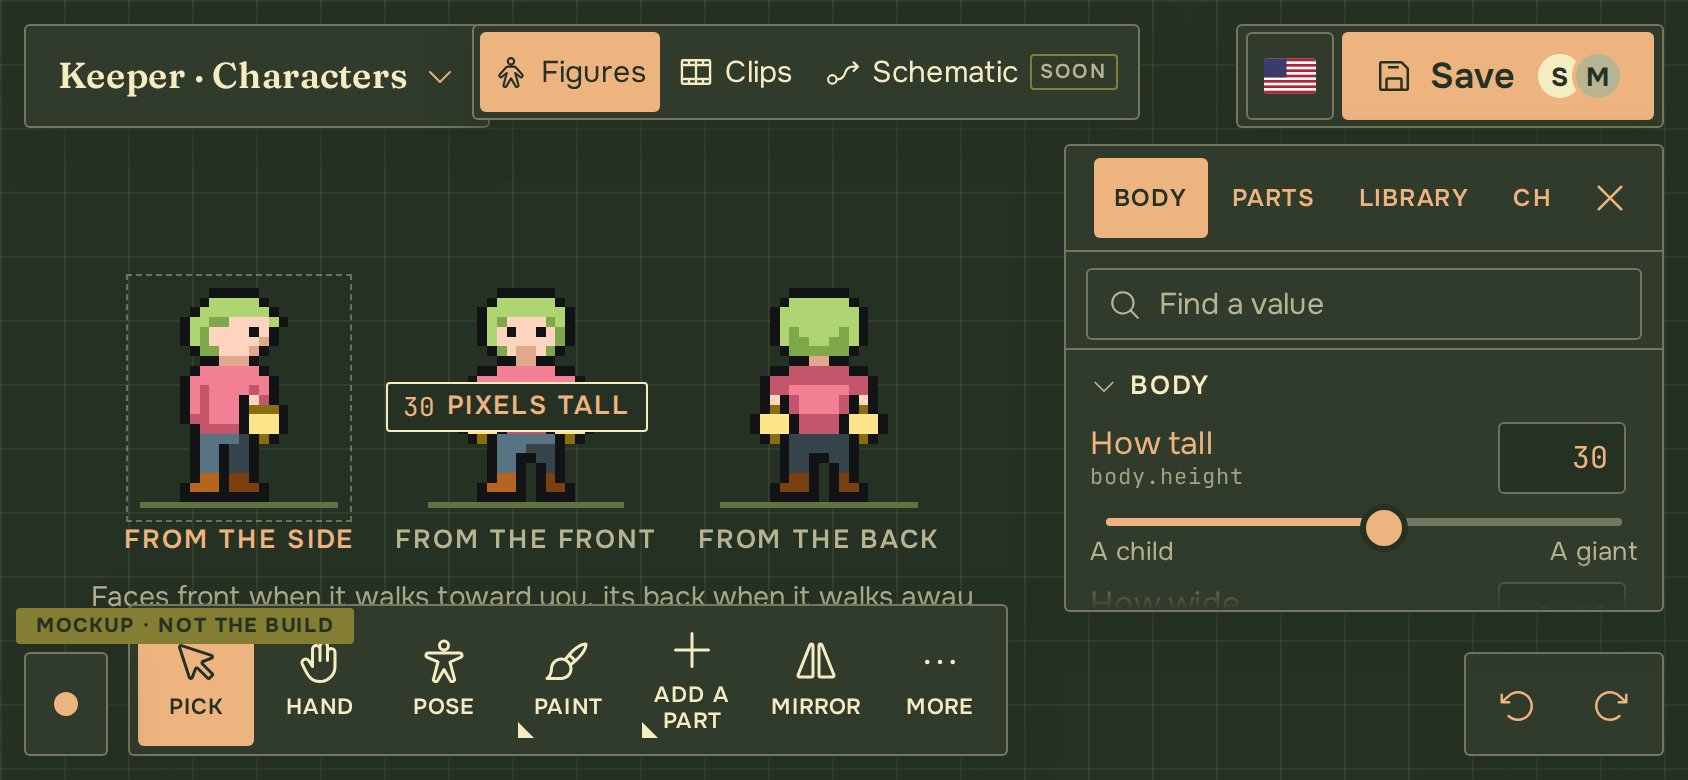 Keeper · Characters
Figures
Clips
Schematic
SOON
Save
S
M
BODY
PARTS
LIBRARY
CH
Find a value
BODY
How tall
body.height
30
A child
A giant
How wide
30 PIXELS TALL
FROM THE SIDE
FROM THE FRONT
FROM THE BACK
Faces front when it walks toward you, its back when it walks away
MOCKUP · NOT THE BUILD
PICK
HAND
POSE
PAINT
ADD A
PART
MIRROR
MORE